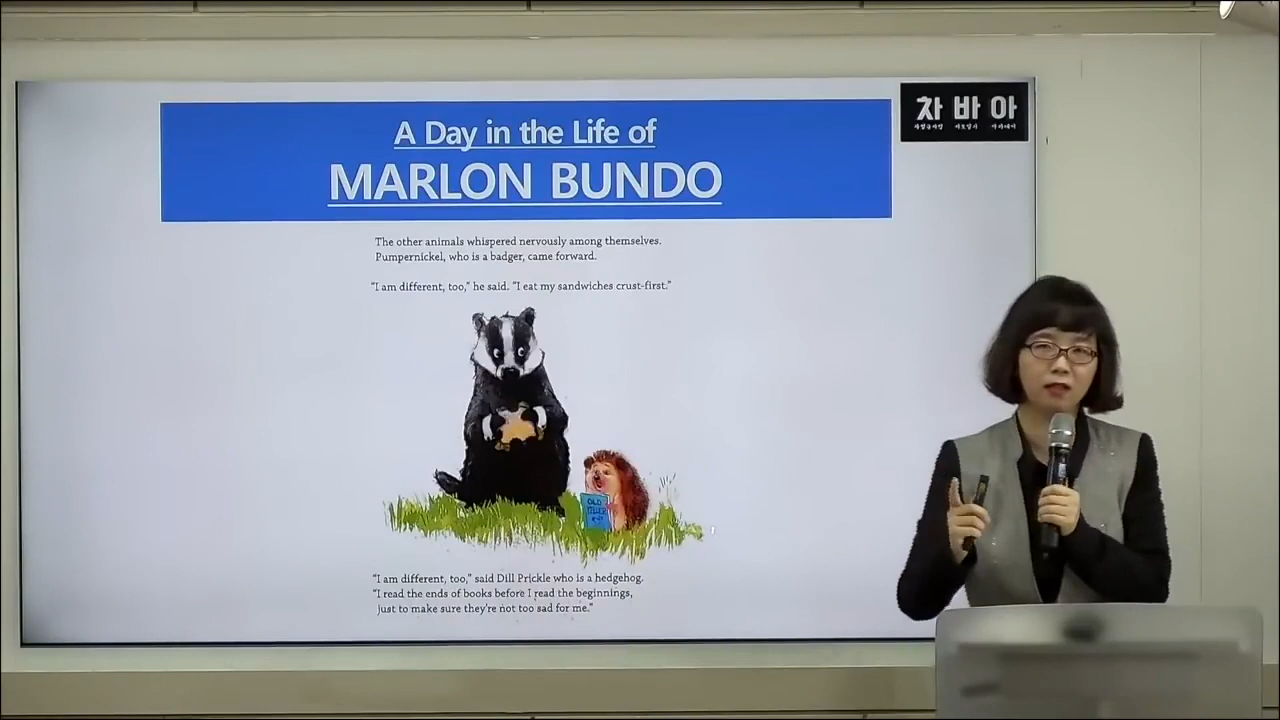 A Day in the Life of
MARLON BUNDO
차바아
The other animals whispered nervously among themselves.
Pumpernickel, who is a badger, came forward.
"I am different, too," he said. "I eat my sandwiches crust-first."
OLD
"I am different, too," said Dill Prickle who is a hedgehog.
"I read the ends of books before I read the beginnings,
just to make sure they're not too sad for me."